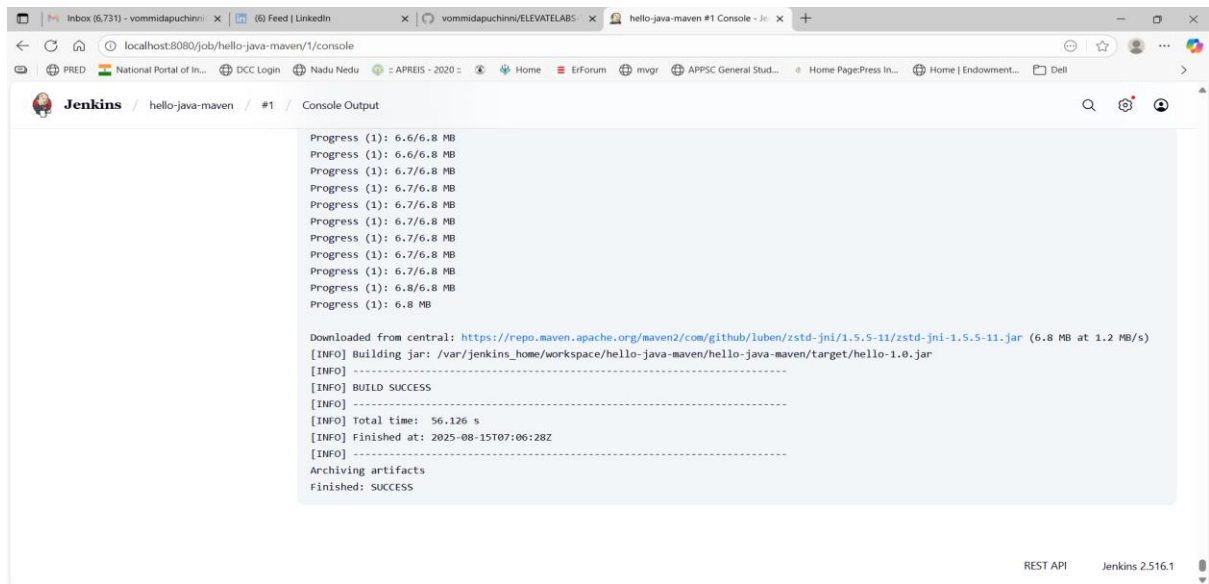 Inbox (6,731) - vommidapuchinni
(6) Feed | LinkedIn
vommidapuchinni/ELEVATELABS-
hello-java-maven #1 Console - Je
localhost:8080/job/hello-java-maven/1/console
PRED
National Portal of In...
DCC Login
Nadu Nedu
:: APREIS - 2020 ::
Home
ErForum
mvgr
APPSC General Stud...
Home Page:Press In...
Home | Endowment...
Dell
Jenkins / hello-java-maven / #1 / Console Output
Progress (1): 6.6/6.8 MB
Progress (1): 6.6/6.8 MB
Progress (1): 6.7/6.8 MB
Progress (1): 6.7/6.8 MB
Progress (1): 6.7/6.8 MB
Progress (1): 6.7/6.8 MB
Progress (1): 6.7/6.8 MB
Progress (1): 6.7/6.8 MB
Progress (1): 6.7/6.8 MB
Progress (1): 6.8/6.8 MB
Progress (1): 6.8 MB
Downloaded from central: https://repo.maven.apache.org/maven2/com/github/luben/zstd-jni/1.5.5-11/zstd-jni-1.5.5-11.jar (6.8 MB at 1.2 MB/s)
[INFO] Building jar: /var/jenkins_home/workspace/hello-java-maven/hello-java-maven/target/hello-1.0.jar
[INFO] ------------------------------------------------------------------------
[INFO] BUILD SUCCESS
[INFO] ------------------------------------------------------------------------
[INFO] Total time:  56.126 s
[INFO] Finished at: 2025-08-15T07:06:28Z
[INFO] ------------------------------------------------------------------------
Archiving artifacts
Finished: SUCCESS
REST API
Jenkins 2.516.1